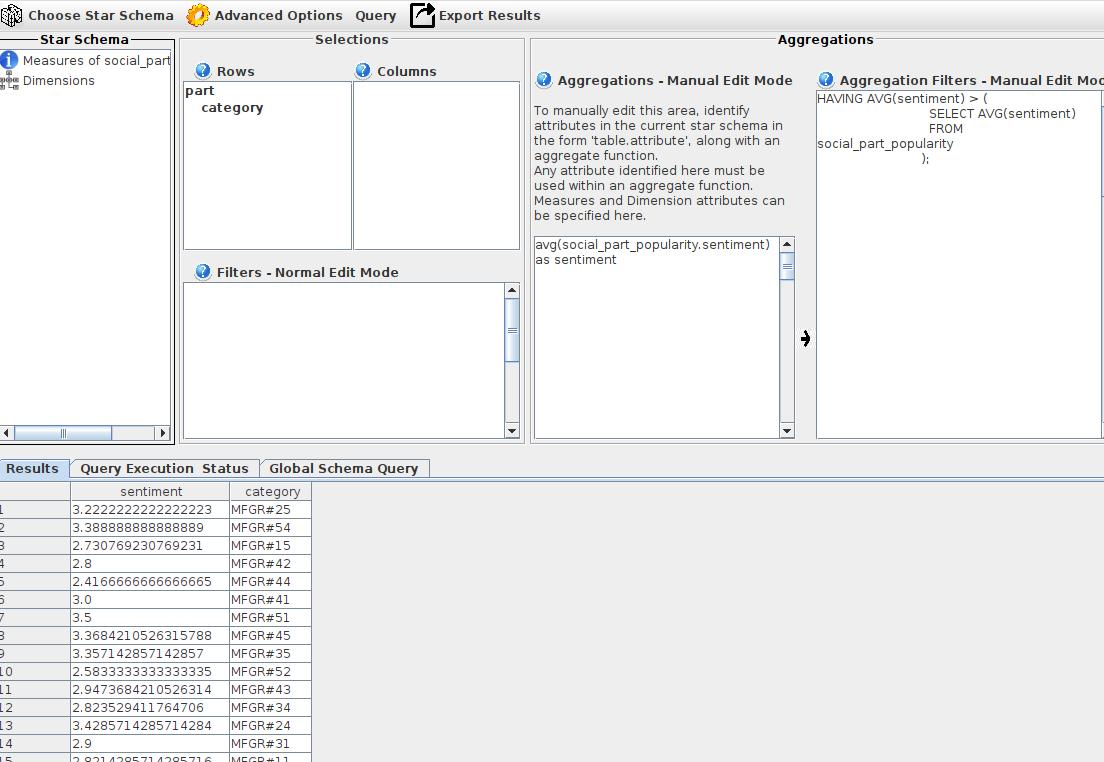 Choose Star Schema Advanced Options Query Export Results
Star Schema
Measures of social_part
Dimensions
Selections
Rows
part
category
Columns
Filters - Normal Edit Mode
Aggregations
Aggregations - Manual Edit Mode
To manually edit this area, identify
attributes in the current star schema in
the form 'table.attribute', along with an
aggregate function.
Any attribute identified here must be
used within an aggregate function.
Measures and Dimension attributes can
be specified here.
avg(social_part_popularity.sentiment)
as sentiment
Aggregation Filters - Manual Edit Mod
HAVING AVG(sentiment) > (
SELECT AVG(sentiment)
FROM
social_part_popularity
);
Results Query Execution Status Global Schema Query
sentiment category
1 3.2222222222222223 MFGR#25
2 3.388888888888889 MFGR#54
3 2.730769230769231 MFGR#15
4 2.8 MFGR#42
5 2.4166666666666665 MFGR#44
6 3.0 MFGR#41
7 3.5 MFGR#51
8 3.3684210526315788 MFGR#45
9 3.357142857142857 MFGR#35
10 2.5833333333333335 MFGR#52
11 2.9473684210526314 MFGR#43
12 2.823529411764706 MFGR#34
13 3.4285714285714284 MFGR#24
14 2.9 MFGR#31
15 2.8214285714285716 MFGR#11